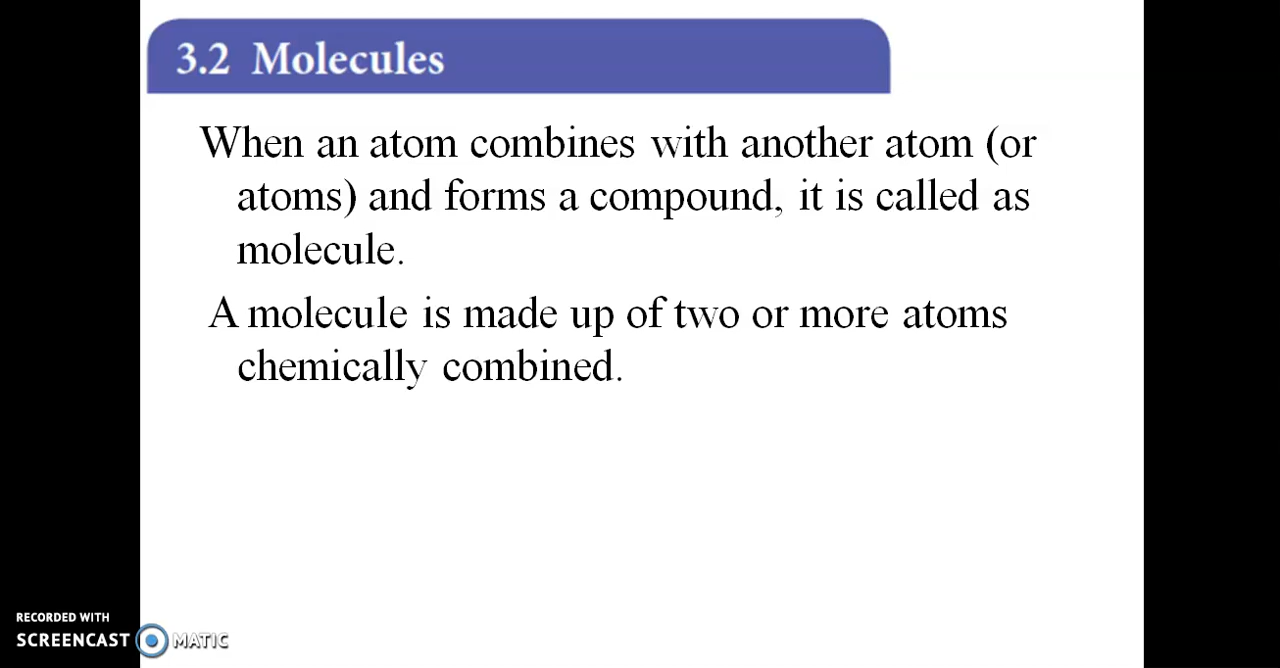 3.2 Molecules
When an atom combines with another atom (or
atoms) and forms a compound, it is called as
molecule.
A molecule is made up of two or more atoms
chemically combined.
RECORDED WITH
SCREENCAST MATIC